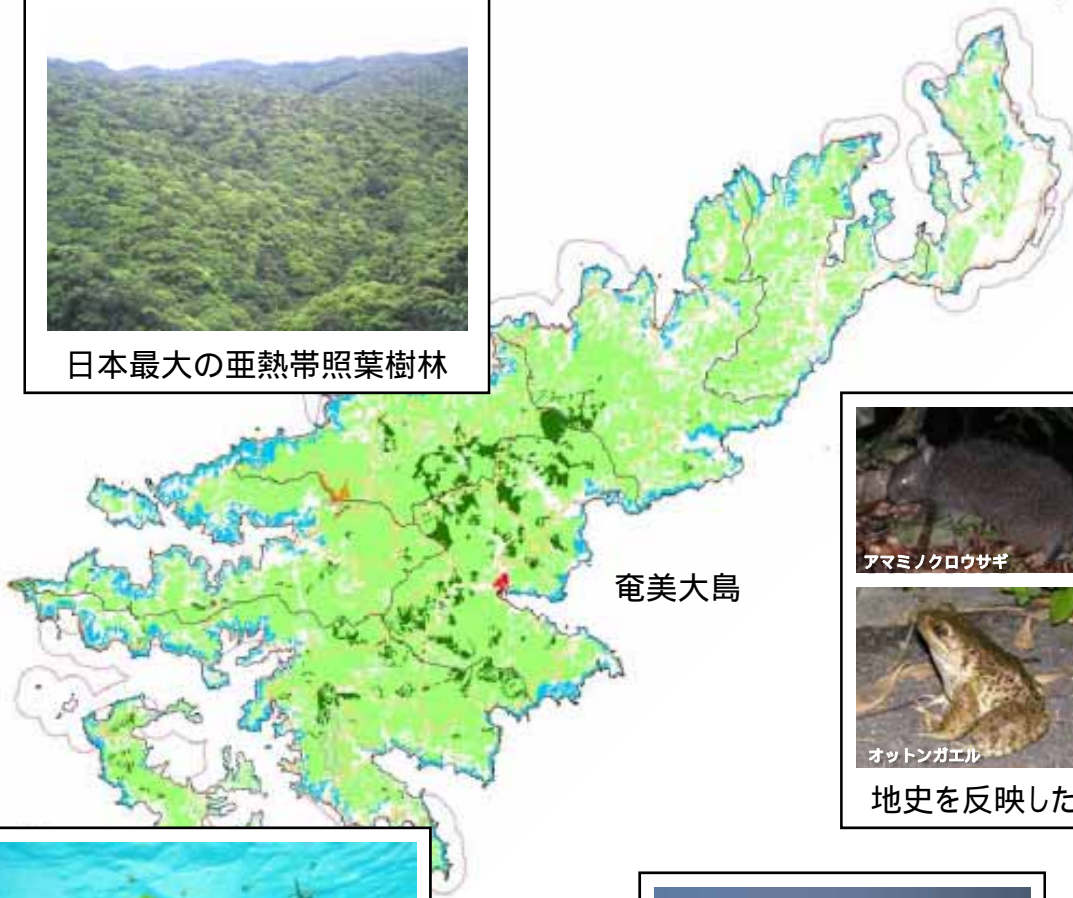 日本最大の亜熱帯照葉樹林
アマミノクロウサギ
奄美大島
オットンガエル
地史を反映した